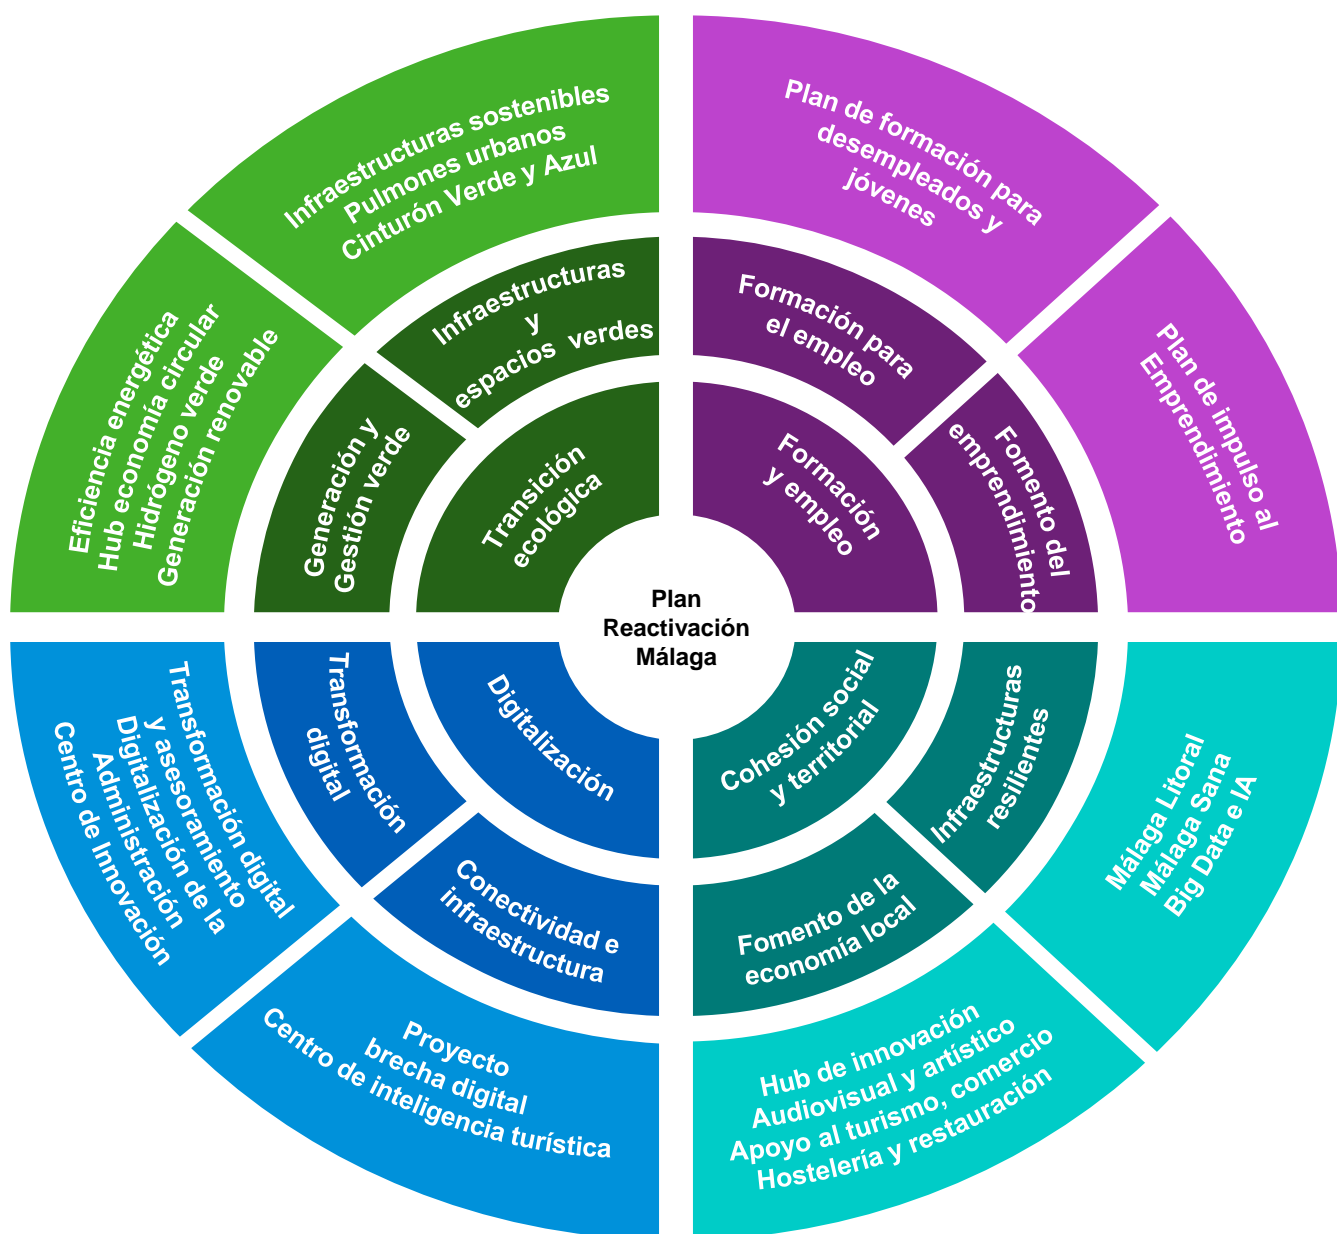 Infraestructuras sostenibles
Pulmones urbanos
Cinturón Verde y Azul
Plan de formación para
desempleados y
jóvenes
Infraestructuras
y
espacios verdes
Formación para
el empleo
Eficiencia energética
Hub economía circular
Hidrógeno verde
Generación renovable
Generación y
Gestión verde
Transición
ecológica
Formación
y empleo
Fomento del
emprendimiento
Plan de impulso al
Emprendimiento
Plan
Reactivación
Málaga
Transformación digital
y asesoramiento
Digitalización de la
Administración
Centro de Innovación
Transformación
digital
Digitalización
Cohesión social
y territorial
Infraestructuras
resilientes
Málaga Litoral
Málaga Sana
Big Data e IA
Conectividad e
infraestructura
Fomento de la
economía local
Proyecto
brecha digital
Centro de inteligencia turística
Hub de innovación
Audiovisual y artístico
Apoyo al turismo, comercio
Hostelería y restauración